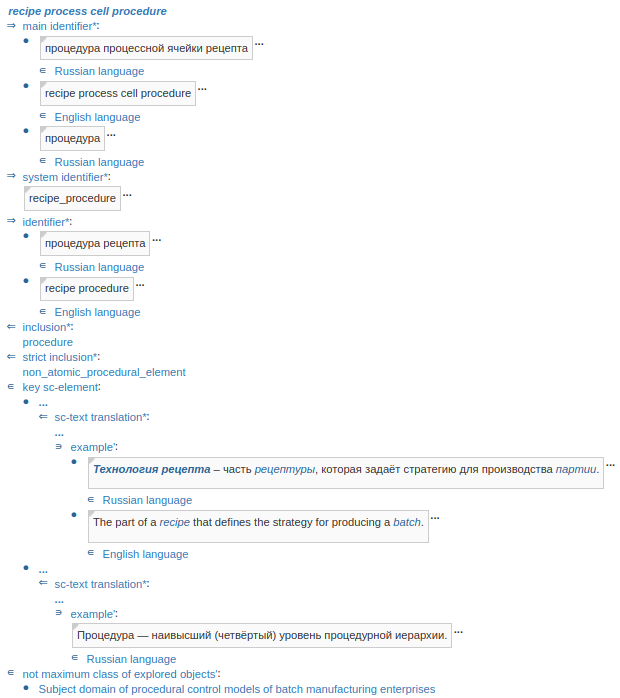 recipe process cell procedure
⇒ main identifier*:
• процедура процессной ячейки рецепта ...
∈ Russian language
• recipe process cell procedure ...
∈ English language
• процедура ...
∈ Russian language
⇒ system identifier*:
recipe_procedure ...
⇒ identifier*:
• процедура рецепта ...
∈ Russian language
• recipe procedure ...
∈ English language
⇐ inclusion*:
procedure
⇐ strict inclusion*:
non_atomic_procedural_element
∈ key sc-element:
• ...
⇐ sc-text translation*:
...
∋ example':
• Технология рецепта – часть рецептуры, которая задаёт стратегию для производства партии. ...
∈ Russian language
• The part of a recipe that defines the strategy for producing a batch. ...
∈ English language
• ...
⇐ sc-text translation*:
...
∋ example':
Процедура — наивысший (четвёртый) уровень процедурной иерархии. ...
∈ Russian language
∈ not maximum class of explored objects':
• Subject domain of procedural control models of batch manufacturing enterprises